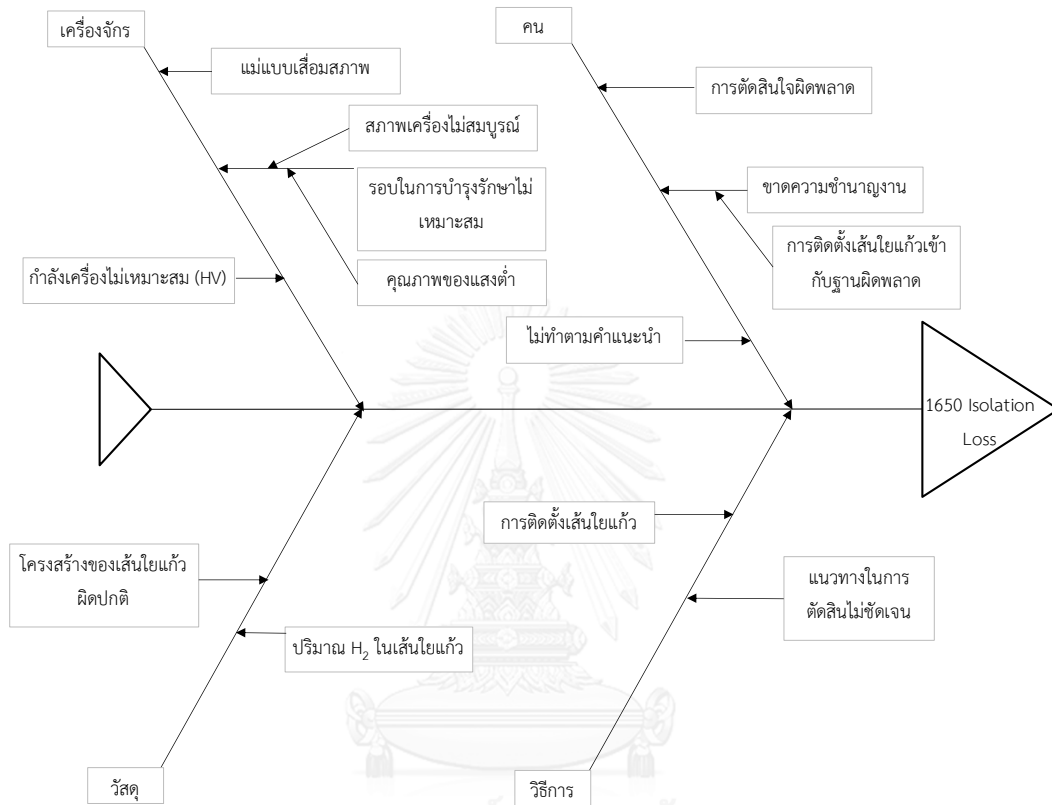 เครื่องจักร
คน
แม่แบบเสื่อมสภาพ
การตัดสินใจผิดพลาด
สภาพเครื่องไม่สมบูรณ์
รอบในการบำรุงรักษาไม่
เหมาะสม
ขาดความชำนาญงาน
การติดตั้งเส้นใยแก้วเข้า
กับฐานผิดพลาด
กำลังเครื่องไม่เหมาะสม (HV)
คุณภาพของแสงต่ำ
ไม่ทำตามคำแนะนำ
1650 Isolation
Loss
การติดตั้งเส้นใยแก้ว
โครงสร้างของเส้นใยแก้ว
ผิดปกติ
แนวทางในการ
ตัดสินไม่ชัดเจน
ปริมาณ H₂ ในเส้นใยแก้ว
วัสดุ
วิธีการ